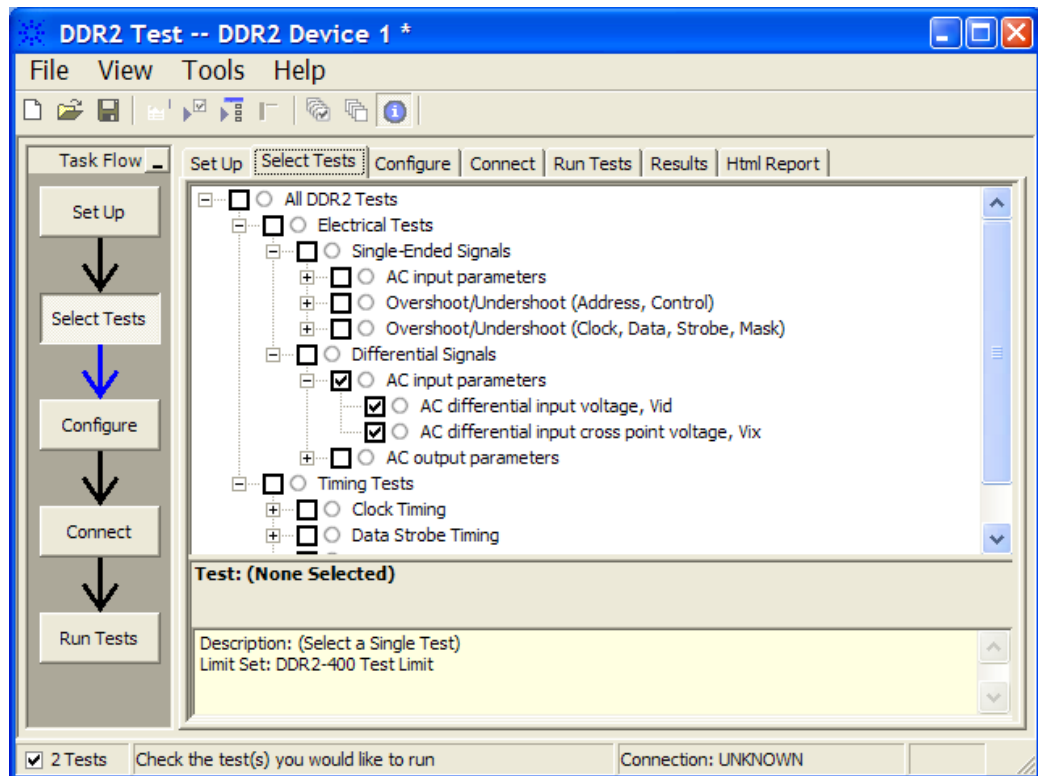 DDR2 Test -- DDR2 Device 1 *
File View Tools Help
Task Flow
Set Up Select Tests Configure Connect Run Tests Results Html Report
Set Up
Select Tests
Configure
Connect
Run Tests
All DDR2 Tests
Electrical Tests
Single-Ended Signals
AC input parameters
Overshoot/Undershoot (Address, Control)
Overshoot/Undershoot (Clock, Data, Strobe, Mask)
Differential Signals
AC input parameters
AC differential input voltage, Vid
AC differential input cross point voltage, Vix
AC output parameters
Timing Tests
Clock Timing
Data Strobe Timing
Test: (None Selected)
Description: (Select a Single Test)
Limit Set: DDR2-400 Test Limit
2 Tests Check the test(s) you would like to run Connection: UNKNOWN